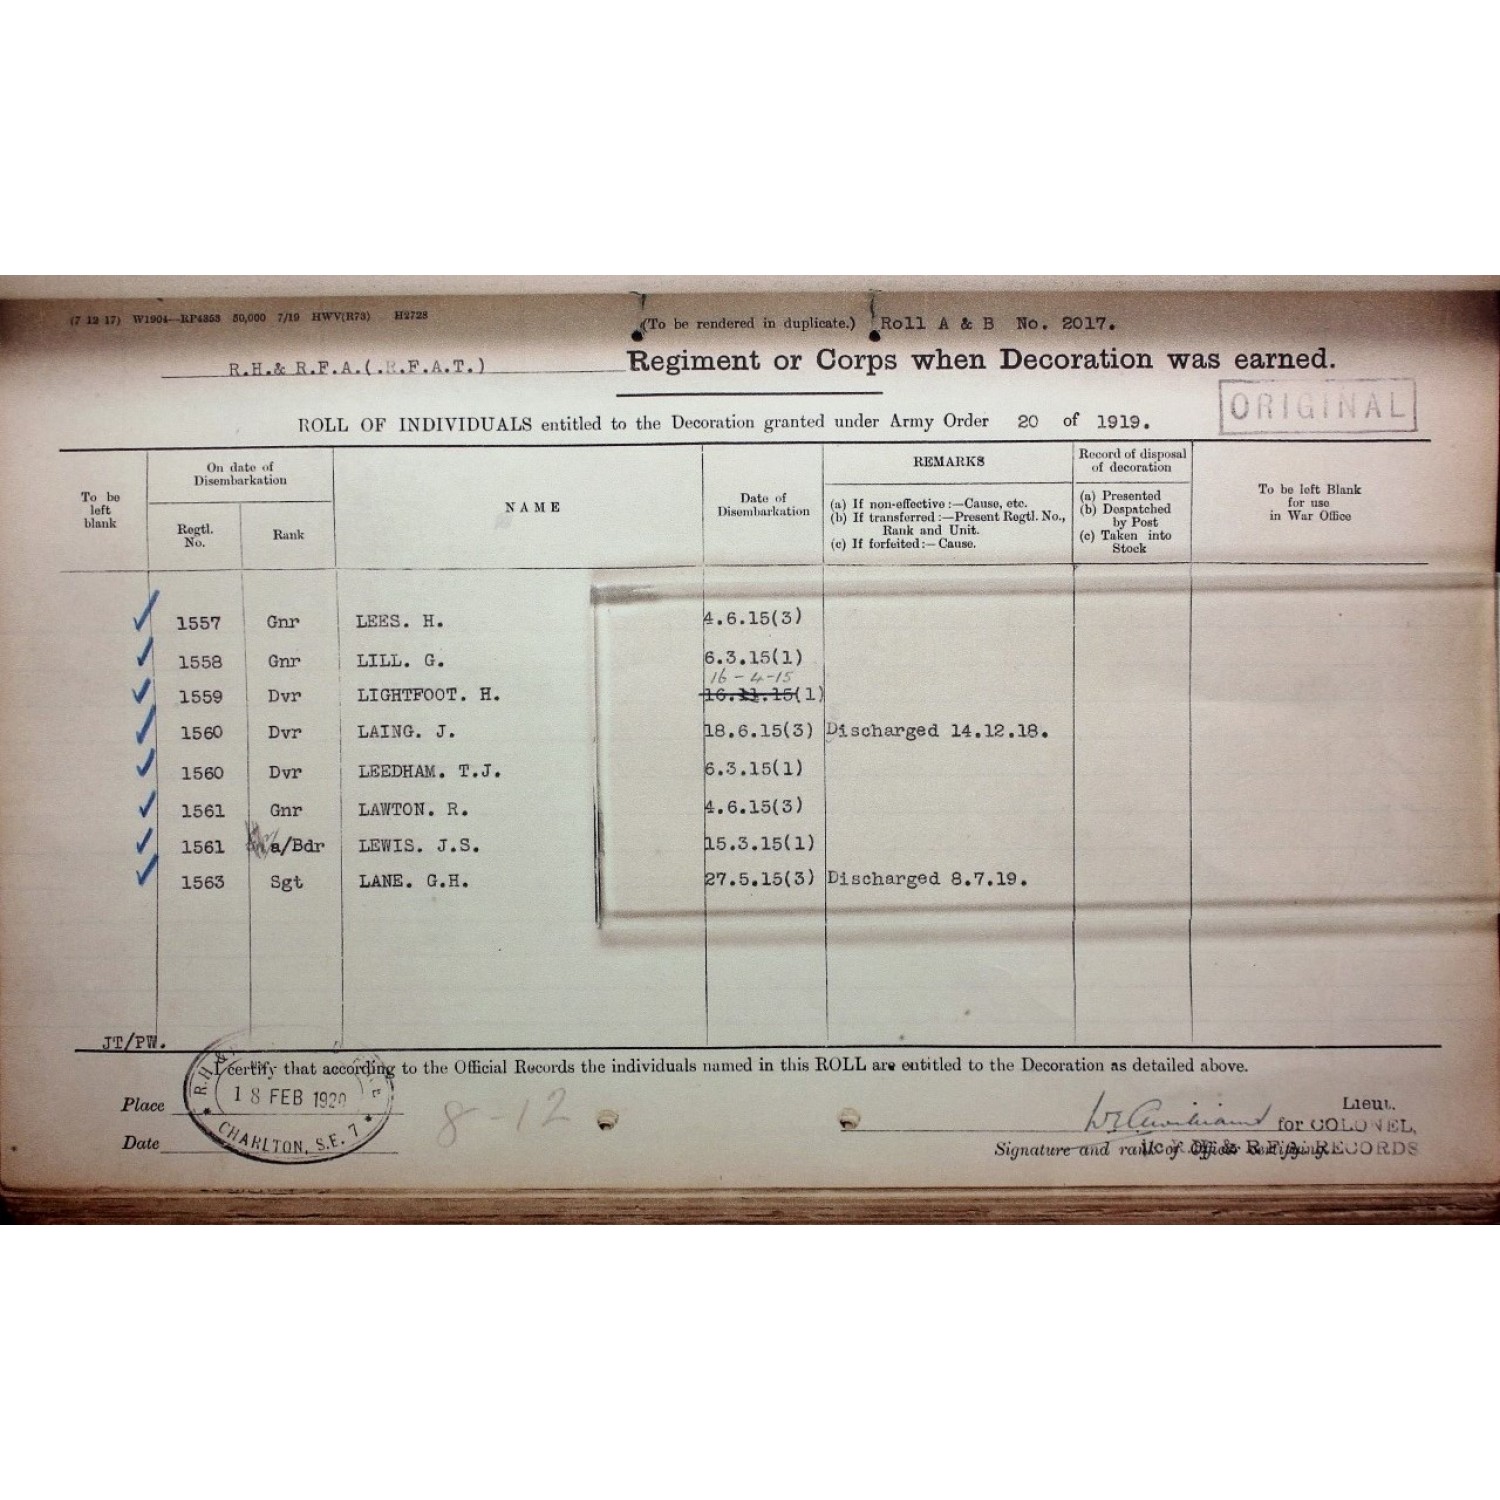 (7 12 17) W1904—RP4353 50,000 7/19 HWV(R73) H2728
(To be rendered in duplicate.) Roll A & B No. 2017.
R.H.& R.F.A.(.R.F.A.T.) Regiment or Corps when Decoration was earned.
ORIGINAL
ROLL OF INDIVIDUALS entitled to the Decoration granted under Army Order 20 of 1919.
To be left blank
On date of Disembarkation
Regtl. No.
Rank
NAME
Date of Disembarkation
REMARKS
(a) If non-effective :—Cause, etc.
(b) If transferred :—Present Regtl. No., Rank and Unit.
(c) If forfeited :—Cause.
Record of disposal of decoration
(a) Presented
(b) Despatched by Post
(c) Taken into Stock
To be left Blank for use in War Office
1557 Gnr LEES. H. 4.6.15(3)
1558 Gnr LILL. G. 6.3.15(1)
16-4-15
1559 Dvr LIGHTFOOT. H. 16.11.15(1)
1560 Dvr LAING. J. 18.6.15(3) Discharged 14.12.18.
1560 Dvr LEEDHAM. T.J. 6.3.15(1)
1561 Gnr LAWTON. R. 4.6.15(3)
1561 a/Bdr LEWIS. J.S. 15.3.15(1)
1563 Sgt LANE. G.H. 27.5.15(3) Discharged 8.7.19.
JT/PW.
I certify that according to the Official Records the individuals named in this ROLL are entitled to the Decoration as detailed above.
Place
18 FEB 1920
CHARLTON, S.E. 7
Date
8-12
Lieut.
for COLONEL,
Signature and rank of Officer certifying.
R.F.A. RECORDS